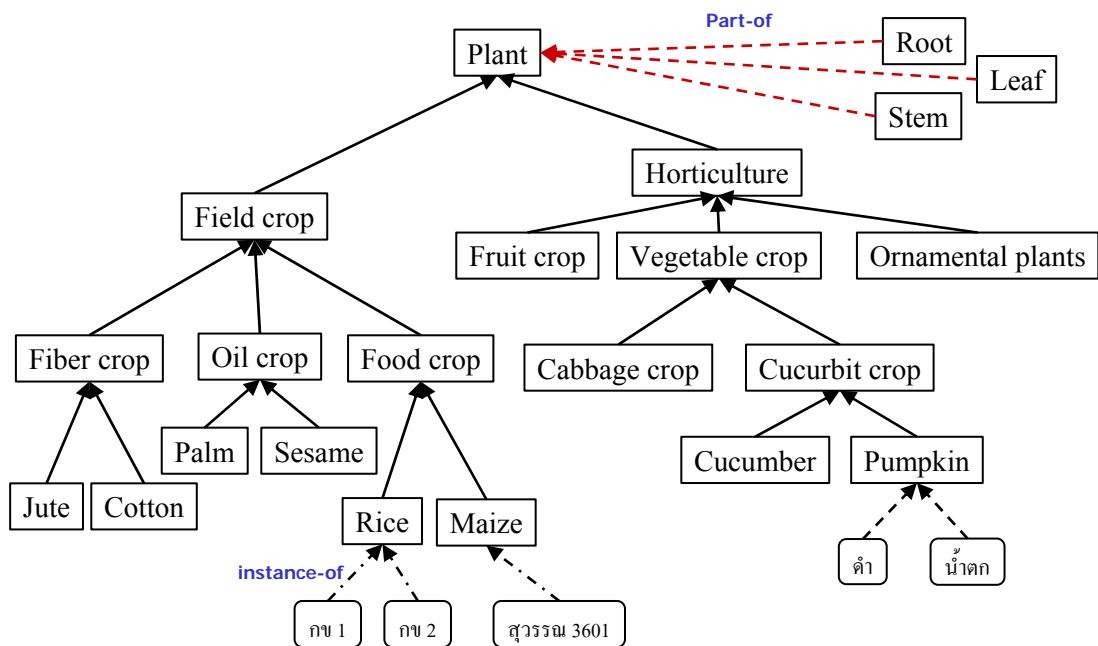 Part-of
Root
Plant
Leaf
Stem
Horticulture
Field crop
Fruit crop
Vegetable crop
Ornamental plants
Fiber crop
Oil crop
Food crop
Cabbage crop
Cucurbit crop
Palm
Sesame
Cucumber
Pumpkin
Jute
Cotton
Rice
Maize
คำ
น้ำตก
instance-of
กข 1
กข 2
สุวรรณ 3601